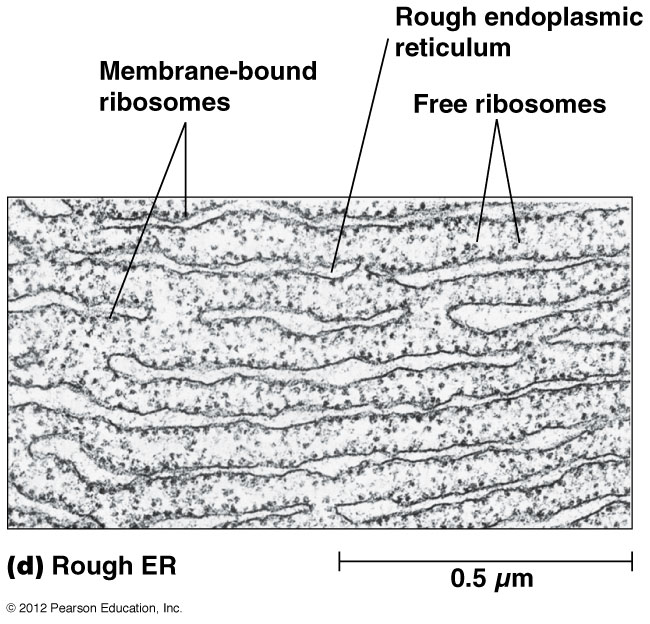 Rough endoplasmic
reticulum
Membrane-bound
ribosomes
Free ribosomes
(d) Rough ER
0.5 μm
© 2012 Pearson Education, Inc.